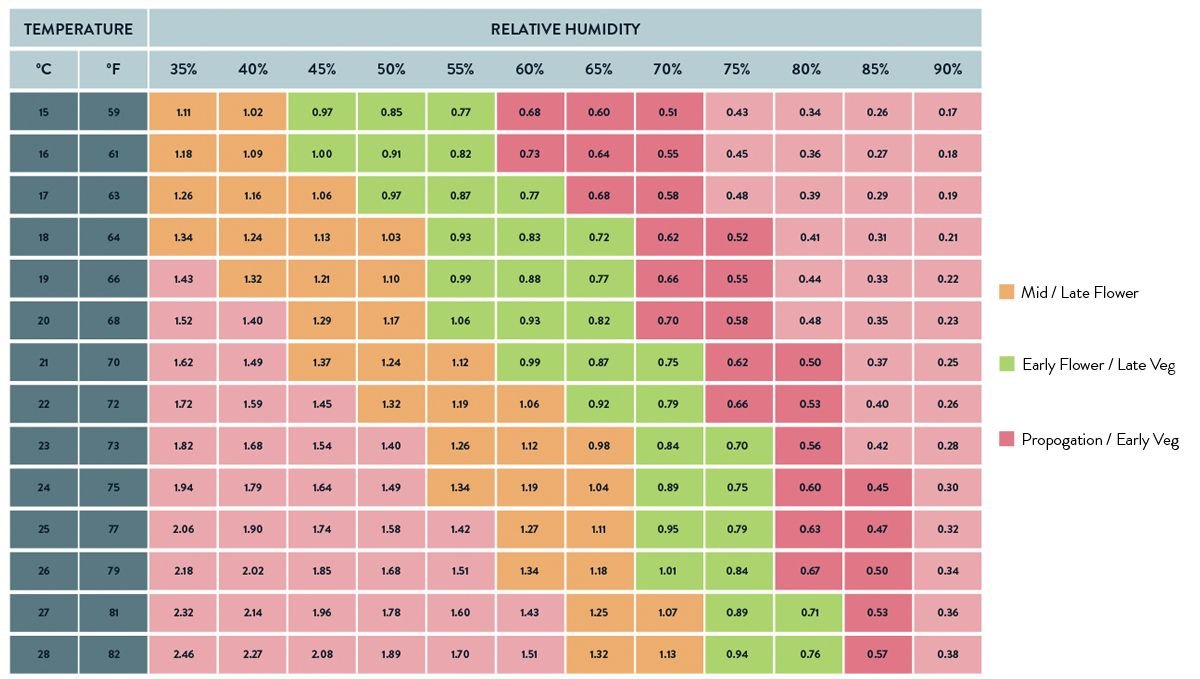 TEMPERATURE RELATIVE HUMIDITY
°C °F 35% 40% 45% 50% 55% 60% 65% 70% 75% 80% 85% 90%
15 59 1.11 1.02 0.97 0.85 0.77 0.68 0.60 0.51 0.43 0.34 0.26 0.17
16 61 1.18 1.09 1.00 0.91 0.82 0.73 0.64 0.55 0.45 0.36 0.27 0.18
17 63 1.26 1.16 1.06 0.97 0.87 0.77 0.68 0.58 0.48 0.39 0.29 0.19
18 64 1.34 1.24 1.13 1.03 0.93 0.83 0.72 0.62 0.52 0.41 0.31 0.21
19 66 1.43 1.32 1.21 1.10 0.99 0.88 0.77 0.66 0.55 0.44 0.33 0.22
20 68 1.52 1.40 1.29 1.17 1.06 0.93 0.82 0.70 0.58 0.48 0.35 0.23
21 70 1.62 1.49 1.37 1.24 1.12 0.99 0.87 0.75 0.62 0.50 0.37 0.25
22 72 1.72 1.59 1.45 1.32 1.19 1.06 0.92 0.79 0.66 0.53 0.40 0.26
23 73 1.82 1.68 1.54 1.40 1.26 1.12 0.98 0.84 0.70 0.56 0.42 0.28
24 75 1.94 1.79 1.64 1.49 1.34 1.19 1.04 0.89 0.75 0.60 0.45 0.30
25 77 2.06 1.90 1.74 1.58 1.42 1.27 1.11 0.95 0.79 0.63 0.47 0.32
26 79 2.18 2.02 1.85 1.68 1.51 1.34 1.18 1.01 0.84 0.67 0.50 0.34
27 81 2.32 2.14 1.96 1.78 1.60 1.43 1.25 1.07 0.89 0.71 0.53 0.36
28 82 2.46 2.27 2.08 1.89 1.70 1.51 1.32 1.13 0.94 0.76 0.57 0.38
Mid / Late Flower
Early Flower / Late Veg
Propogation / Early Veg